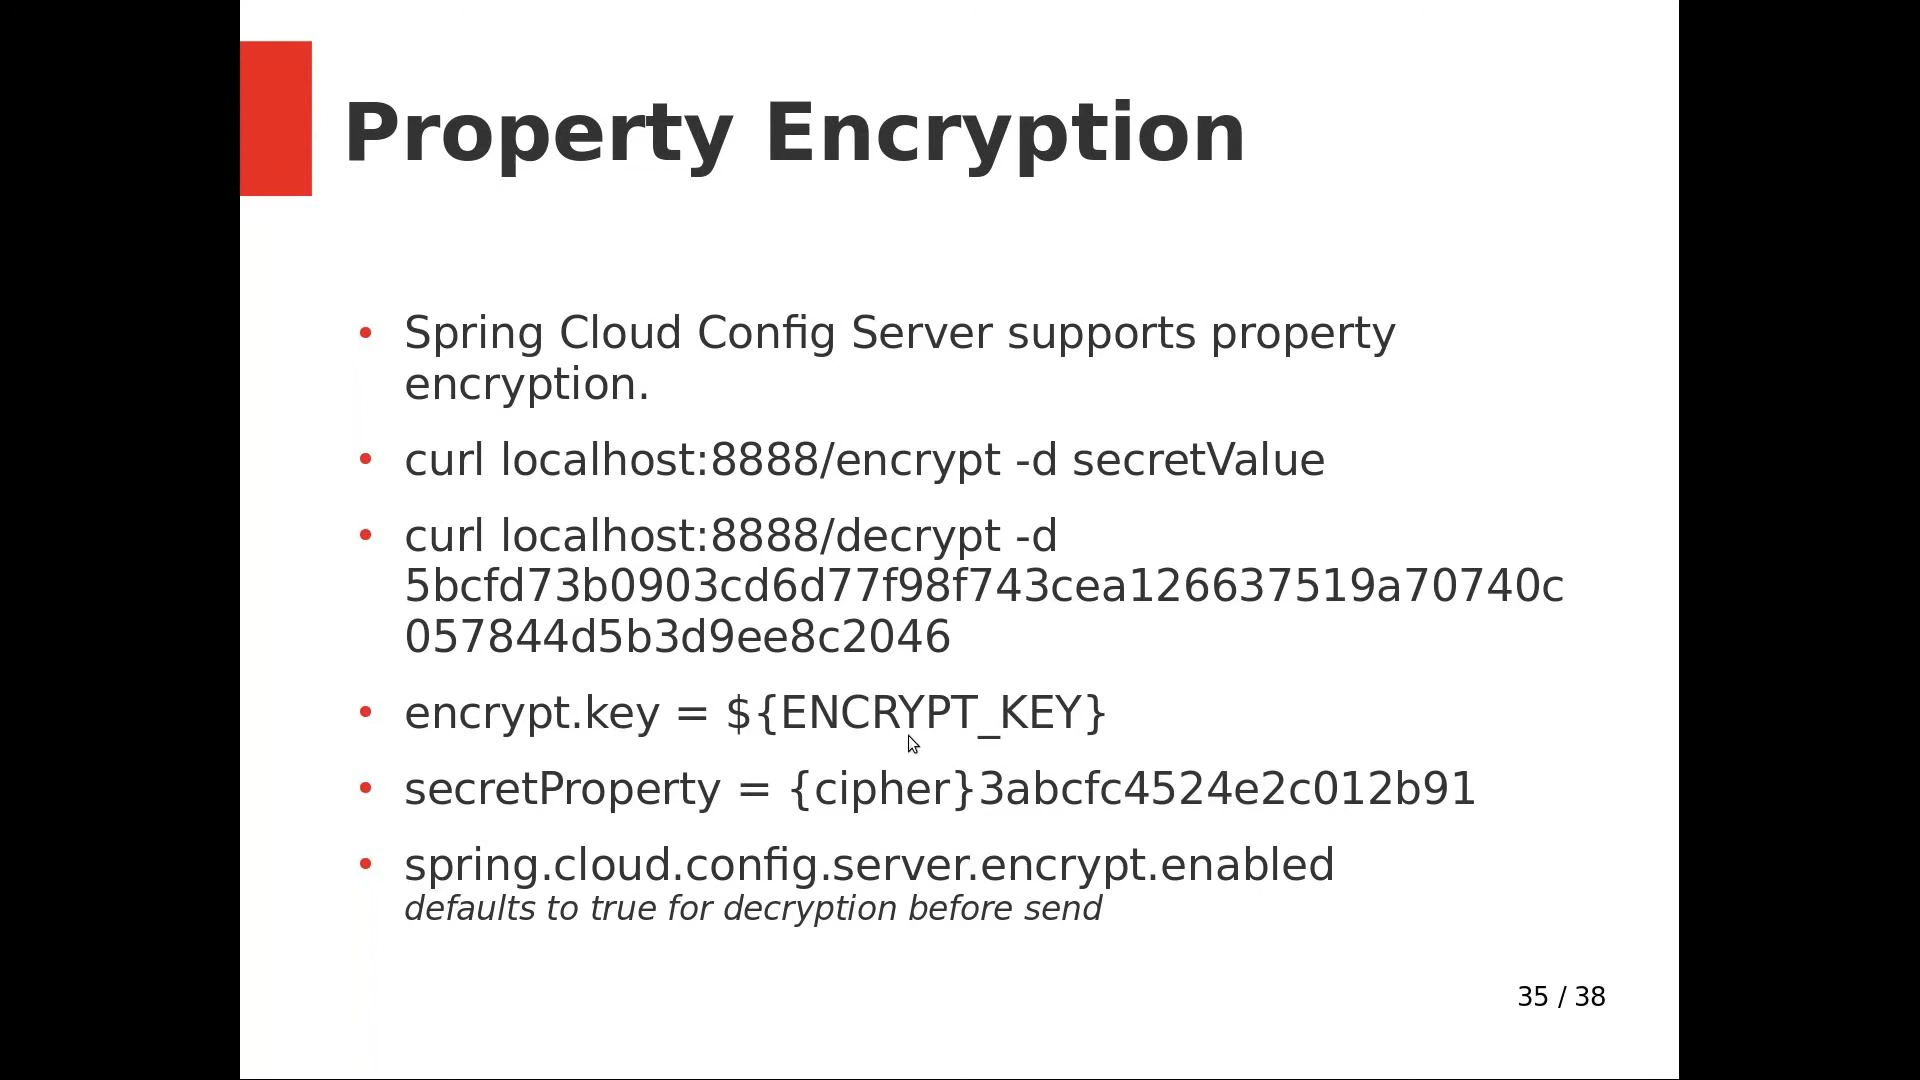 Property Encryption
• Spring Cloud Config Server supports property
encryption.
• curl localhost:8888/encrypt -d secretValue
• curl localhost:8888/decrypt -d
5bcfd73b0903cd6d77f98f743cea126637519a70740c
057844d5b3d9ee8c2046
• encrypt.key = ${ENCRYPT_KEY}
• secretProperty = {cipher}3abcfc4524e2c012b91
• spring.cloud.config.server.encrypt.enabled
defaults to true for decryption before send
35 / 38